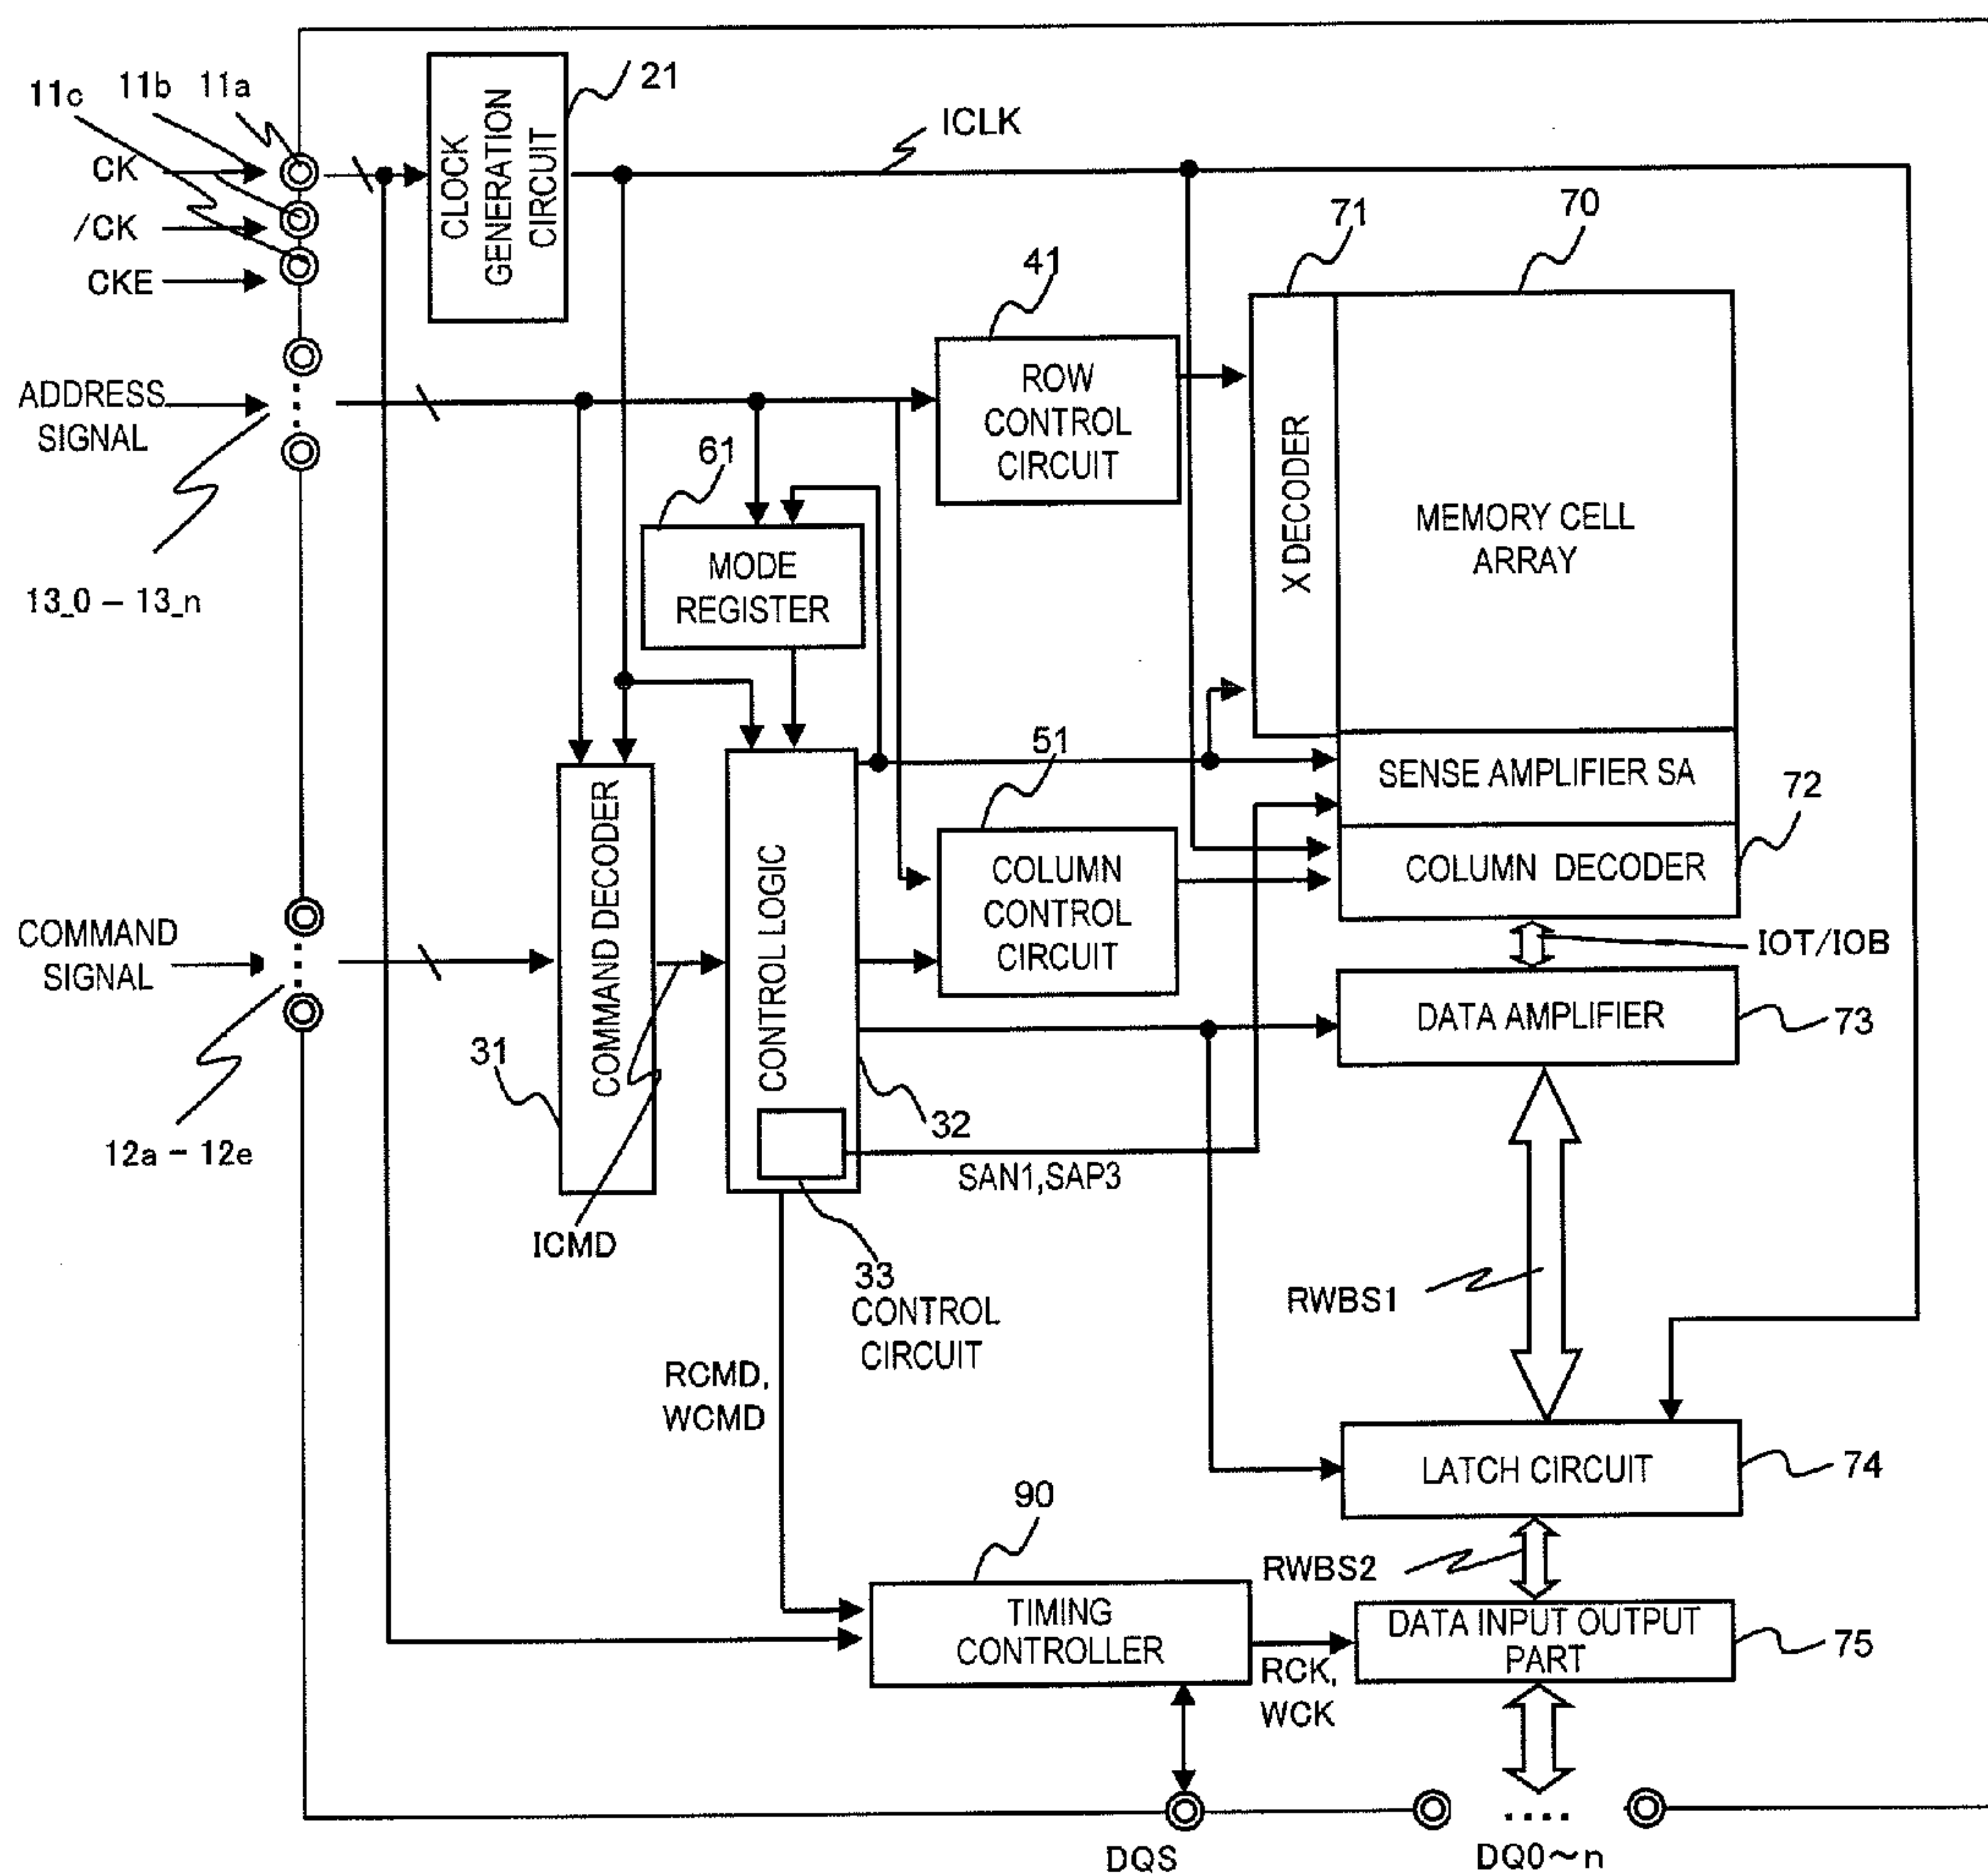 11c
11b
11a
21
CLOCK
GENERATION
CIRCUIT
ICLK
CK
/CK
CKE
71
70
41
ADDRESS
SIGNAL
ROW
CONTROL
CIRCUIT
X DECODER
MEMORY CELL
ARRAY
61
MODE
REGISTER
13_0 - 13_n
51
SENSE AMPLIFIER SA
72
COMMAND DECODER
CONTROL LOGIC
COLUMN
CONTROL
CIRCUIT
COLUMN DECODER
COMMAND
SIGNAL
IOT/IOB
DATA AMPLIFIER
73
31
32
12a - 12e
SAN1,SAP3
ICMD
33
CONTROL
CIRCUIT
RWBS1
RCMD,
WCMD
LATCH CIRCUIT
74
90
RWBS2
TIMING
CONTROLLER
DATA INPUT OUTPUT
PART
75
RCK,
WCK
DQS
DQ0~n